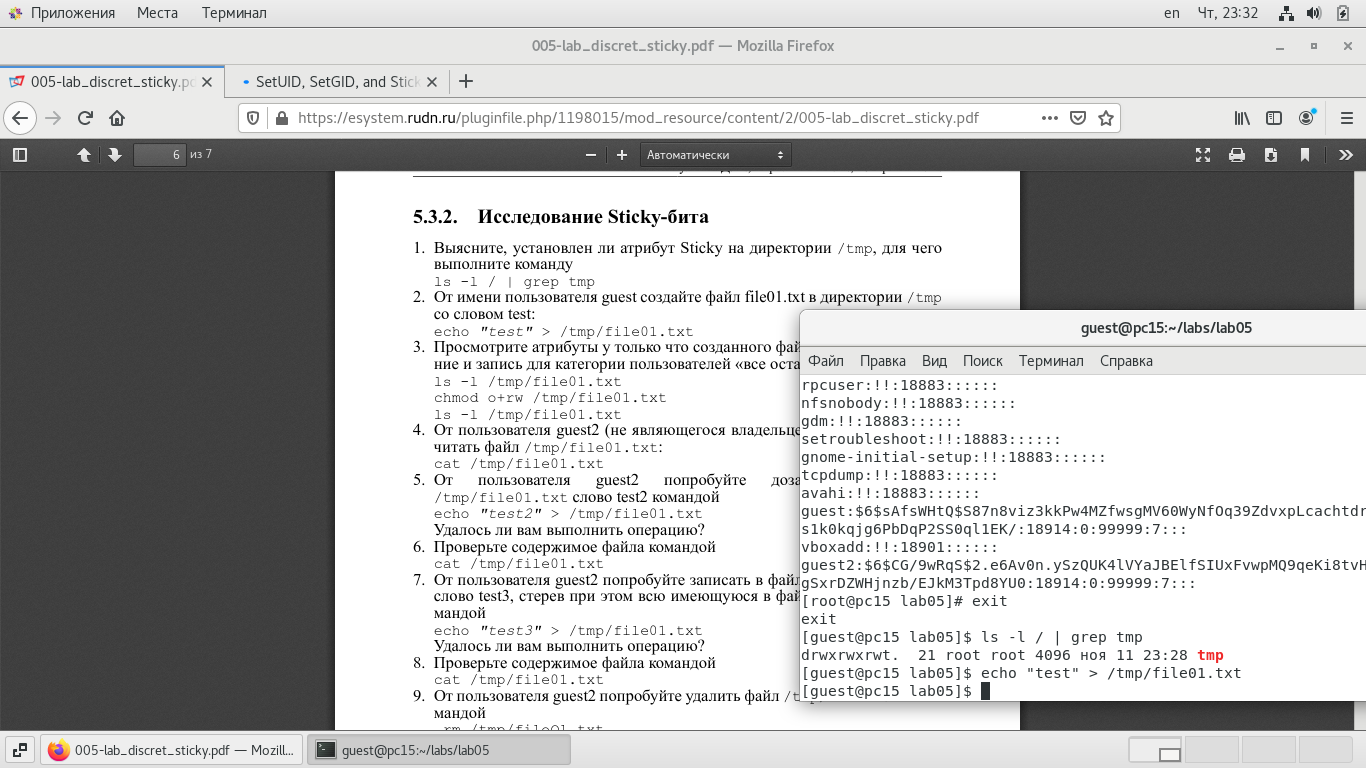 Приложения Места Терминал en Чт, 23:32
005-lab_discret_sticky.pdf — Mozilla Firefox
005-lab_discret_sticky.pd SetUID, SetGID, and Stick
https://esystem.rudn.ru/pluginfile.php/1198015/mod_resource/content/2/005-lab_discret_sticky.pdf
6 из 7 Автоматически
5.3.2. Исследование Sticky-бита
1. Выясните, установлен ли атрибут Sticky на директории /tmp, для чего
выполните команду
ls -l / | grep tmp
2. От имени пользователя guest создайте файл file01.txt в директории /tmp
со словом test:
echo "test" > /tmp/file01.txt
3. Просмотрите атрибуты у только что созданного фай
ние и запись для категории пользователей «все оста
ls -l /tmp/file01.txt
chmod o+rw /tmp/file01.txt
ls -l /tmp/file01.txt
4. От пользователя guest2 (не являющегося владельце
читать файл /tmp/file01.txt:
cat /tmp/file01.txt
5. От пользователя guest2 попробуйте доза
/tmp/file01.txt слово test2 командой
echo "test2" > /tmp/file01.txt
Удалось ли вам выполнить операцию?
6. Проверьте содержимое файла командой
cat /tmp/file01.txt
7. От пользователя guest2 попробуйте записать в файл
слово test3, стерев при этом всю имеющуюся в фай
мандой
echo "test3" > /tmp/file01.txt
Удалось ли вам выполнить операцию?
8. Проверьте содержимое файла командой
cat /tmp/file01.txt
9. От пользователя guest2 попробуйте удалить файл /t
мандой
guest@pc15:~/labs/lab05
Файл Правка Вид Поиск Терминал Справка
rpcuser:!!:18883::::::
nfsnobody:!!:18883::::::
gdm:!!:18883::::::
setroubleshoot:!!:18883::::::
gnome-initial-setup:!!:18883::::::
tcpdump:!!:18883::::::
avahi:!!:18883::::::
guest:$6$sAfsWHtQ$S87n8viz3kkPw4MZfwsgMV60WyNfOq39ZdvxpLcachtdr
s1k0kqjg6PbDqP2SS0ql1EK/:18914:0:99999:7:::
vboxadd:!!:18901::::::
guest2:$6$CG/9wRqS$2.e6Av0n.ySzQUK4lVYaJBElfSIUxFvwpMQ9qeKi8tvH
gSxrDZWHjnzb/EJkM3Tpd8YU0:18914:0:99999:7:::
[root@pc15 lab05]# exit
exit
[guest@pc15 lab05]$ ls -l / | grep tmp
drwxrwxrwt. 21 root root 4096 ноя 11 23:28 tmp
[guest@pc15 lab05]$ echo "test" > /tmp/file01.txt
[guest@pc15 lab05]$
005-lab_discret_sticky.pdf — Mozill... guest@pc15:~/labs/lab05